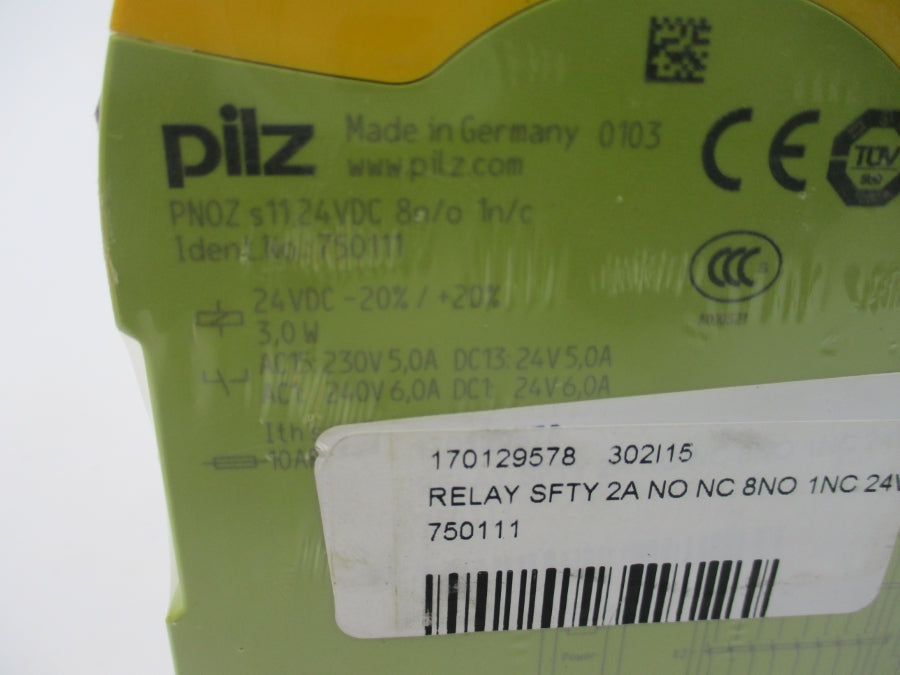 pilz Made in Germany 0103
www.pilz.com
PNOZ s11 24VDC 8n/o 1n/c
Ident.No.: 750111
24VDC -20% / +20%
3,0 W
AC15: 230V 5,0A DC13: 24V 5,0A
AC1: 240V 6,0A DC1: 24V 6,0A
CE
TÜV
CCC
S
170129578 302I15
RELAY SFTY 2A NO NC 8NO 1NC 24V
750111
Power